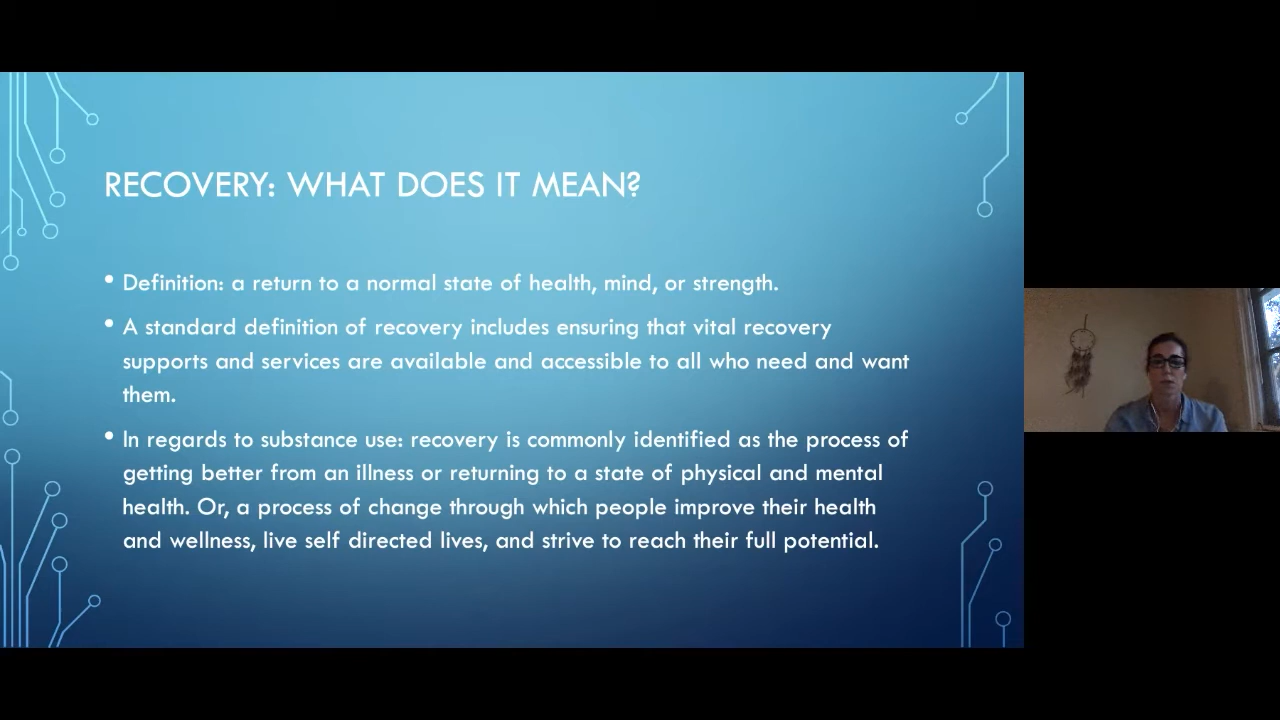 RECOVERY: WHAT DOES IT MEAN?
• Definition: a return to a normal state of health, mind, or strength.
• A standard definition of recovery includes ensuring that vital recovery
supports and services are available and accessible to all who need and want
them.
• In regards to substance use: recovery is commonly identified as the process of
getting better from an illness or returning to a state of physical and mental
health. Or, a process of change through which people improve their health
and wellness, live self directed lives, and strive to reach their full potential.